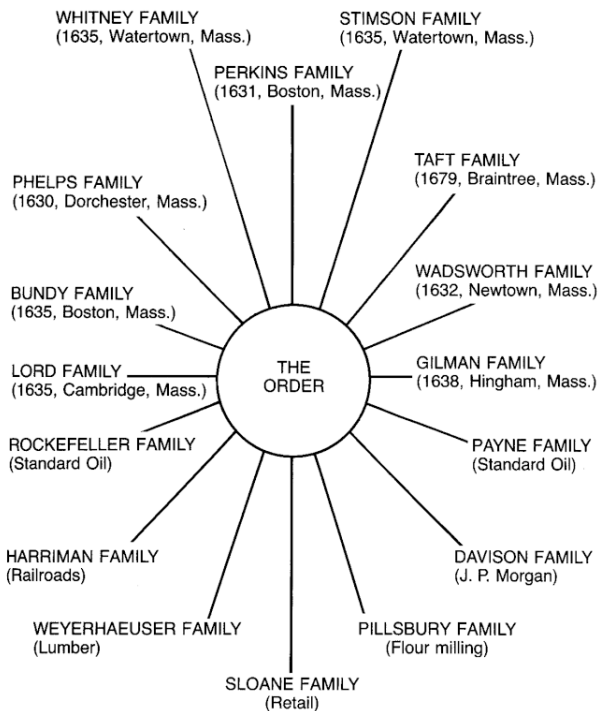 WHITNEY FAMILY
(1635, Watertown, Mass.)
STIMSON FAMILY
(1635, Watertown, Mass.)
PERKINS FAMILY
(1631, Boston, Mass.)
TAFT FAMILY
(1679, Braintree, Mass.)
PHELPS FAMILY
(1630, Dorchester, Mass.)
WADSWORTH FAMILY
(1632, Newtown, Mass.)
BUNDY FAMILY
(1635, Boston, Mass.)
LORD FAMILY
(1635, Cambridge, Mass.)
THE
ORDER
GILMAN FAMILY
(1638, Hingham, Mass.)
ROCKEFELLER FAMILY
(Standard Oil)
PAYNE FAMILY
(Standard Oil)
HARRIMAN FAMILY
(Railroads)
DAVISON FAMILY
(J. P. Morgan)
WEYERHAEUSER FAMILY
(Lumber)
PILLSBURY FAMILY
(Flour milling)
SLOANE FAMILY
(Retail)